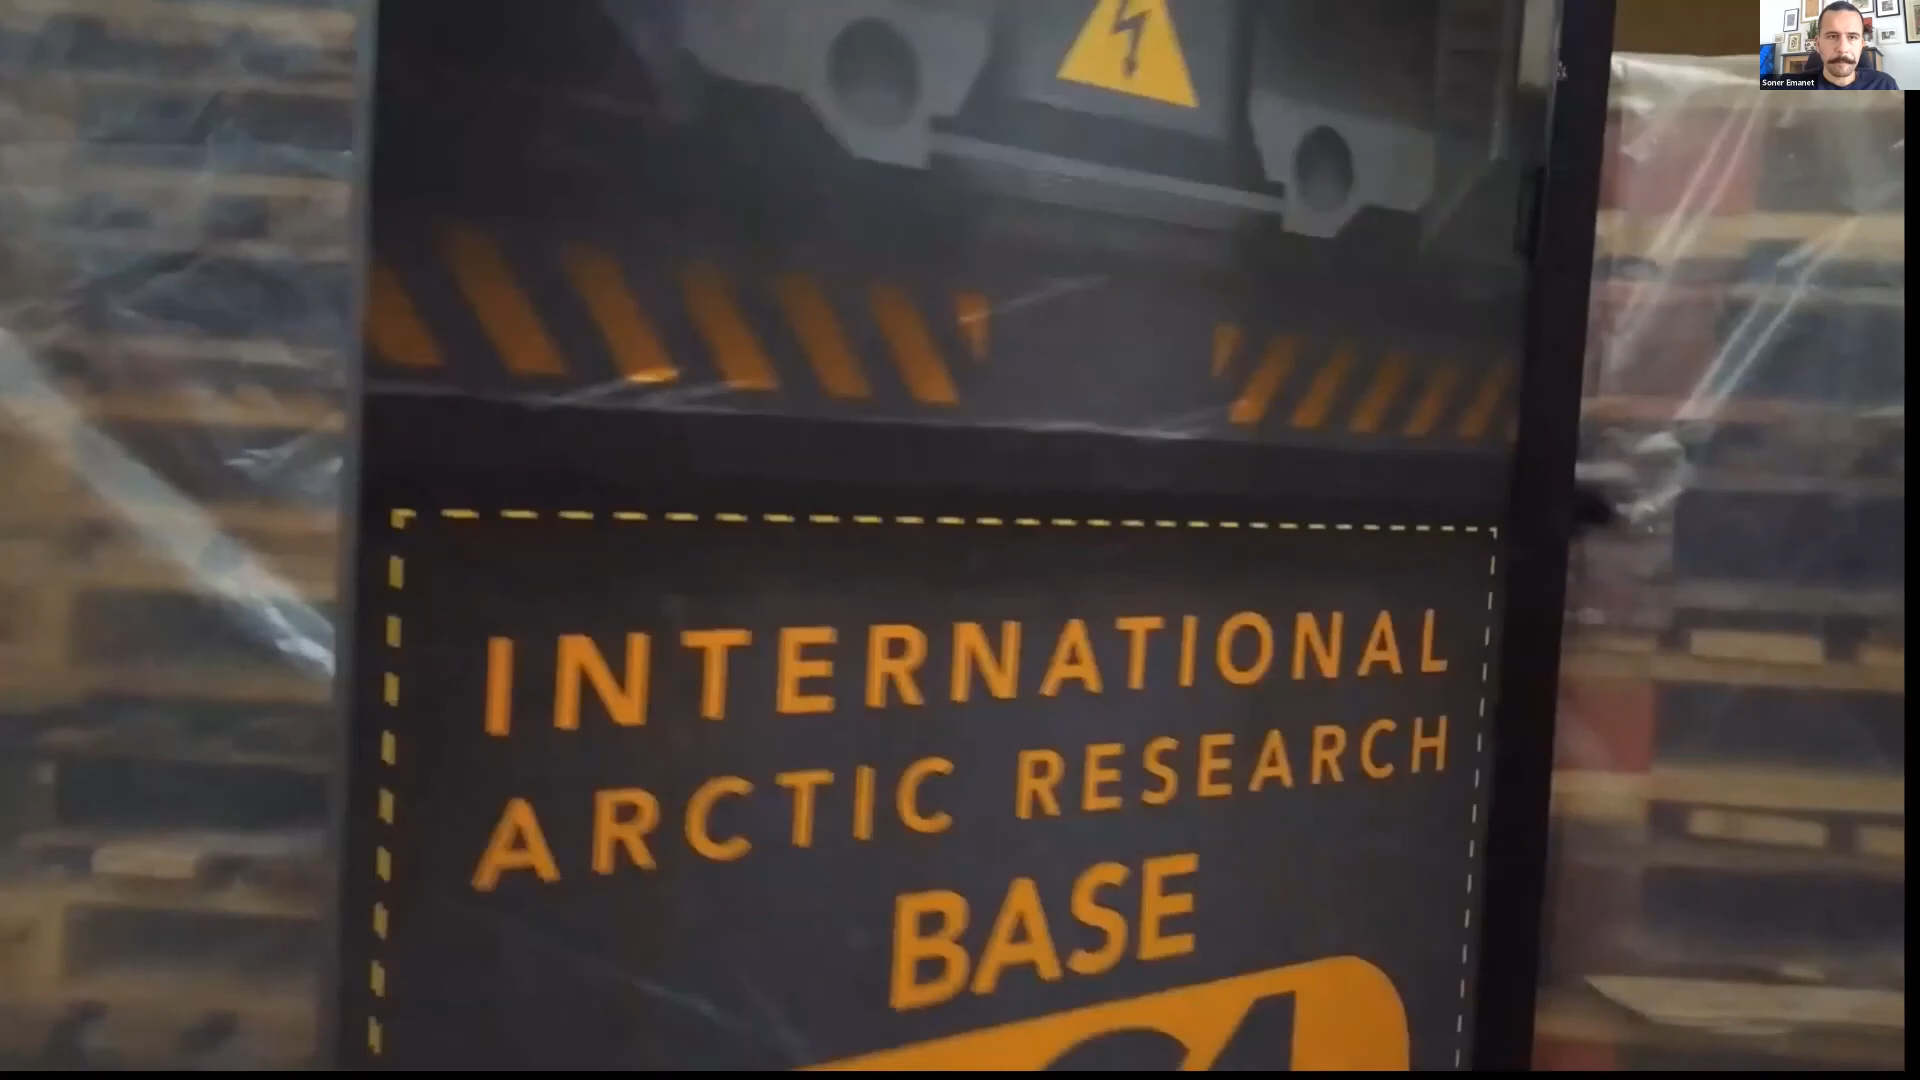 Soner Emanet
INTERNATIONAL
ARCTIC RESEARCH
BASE